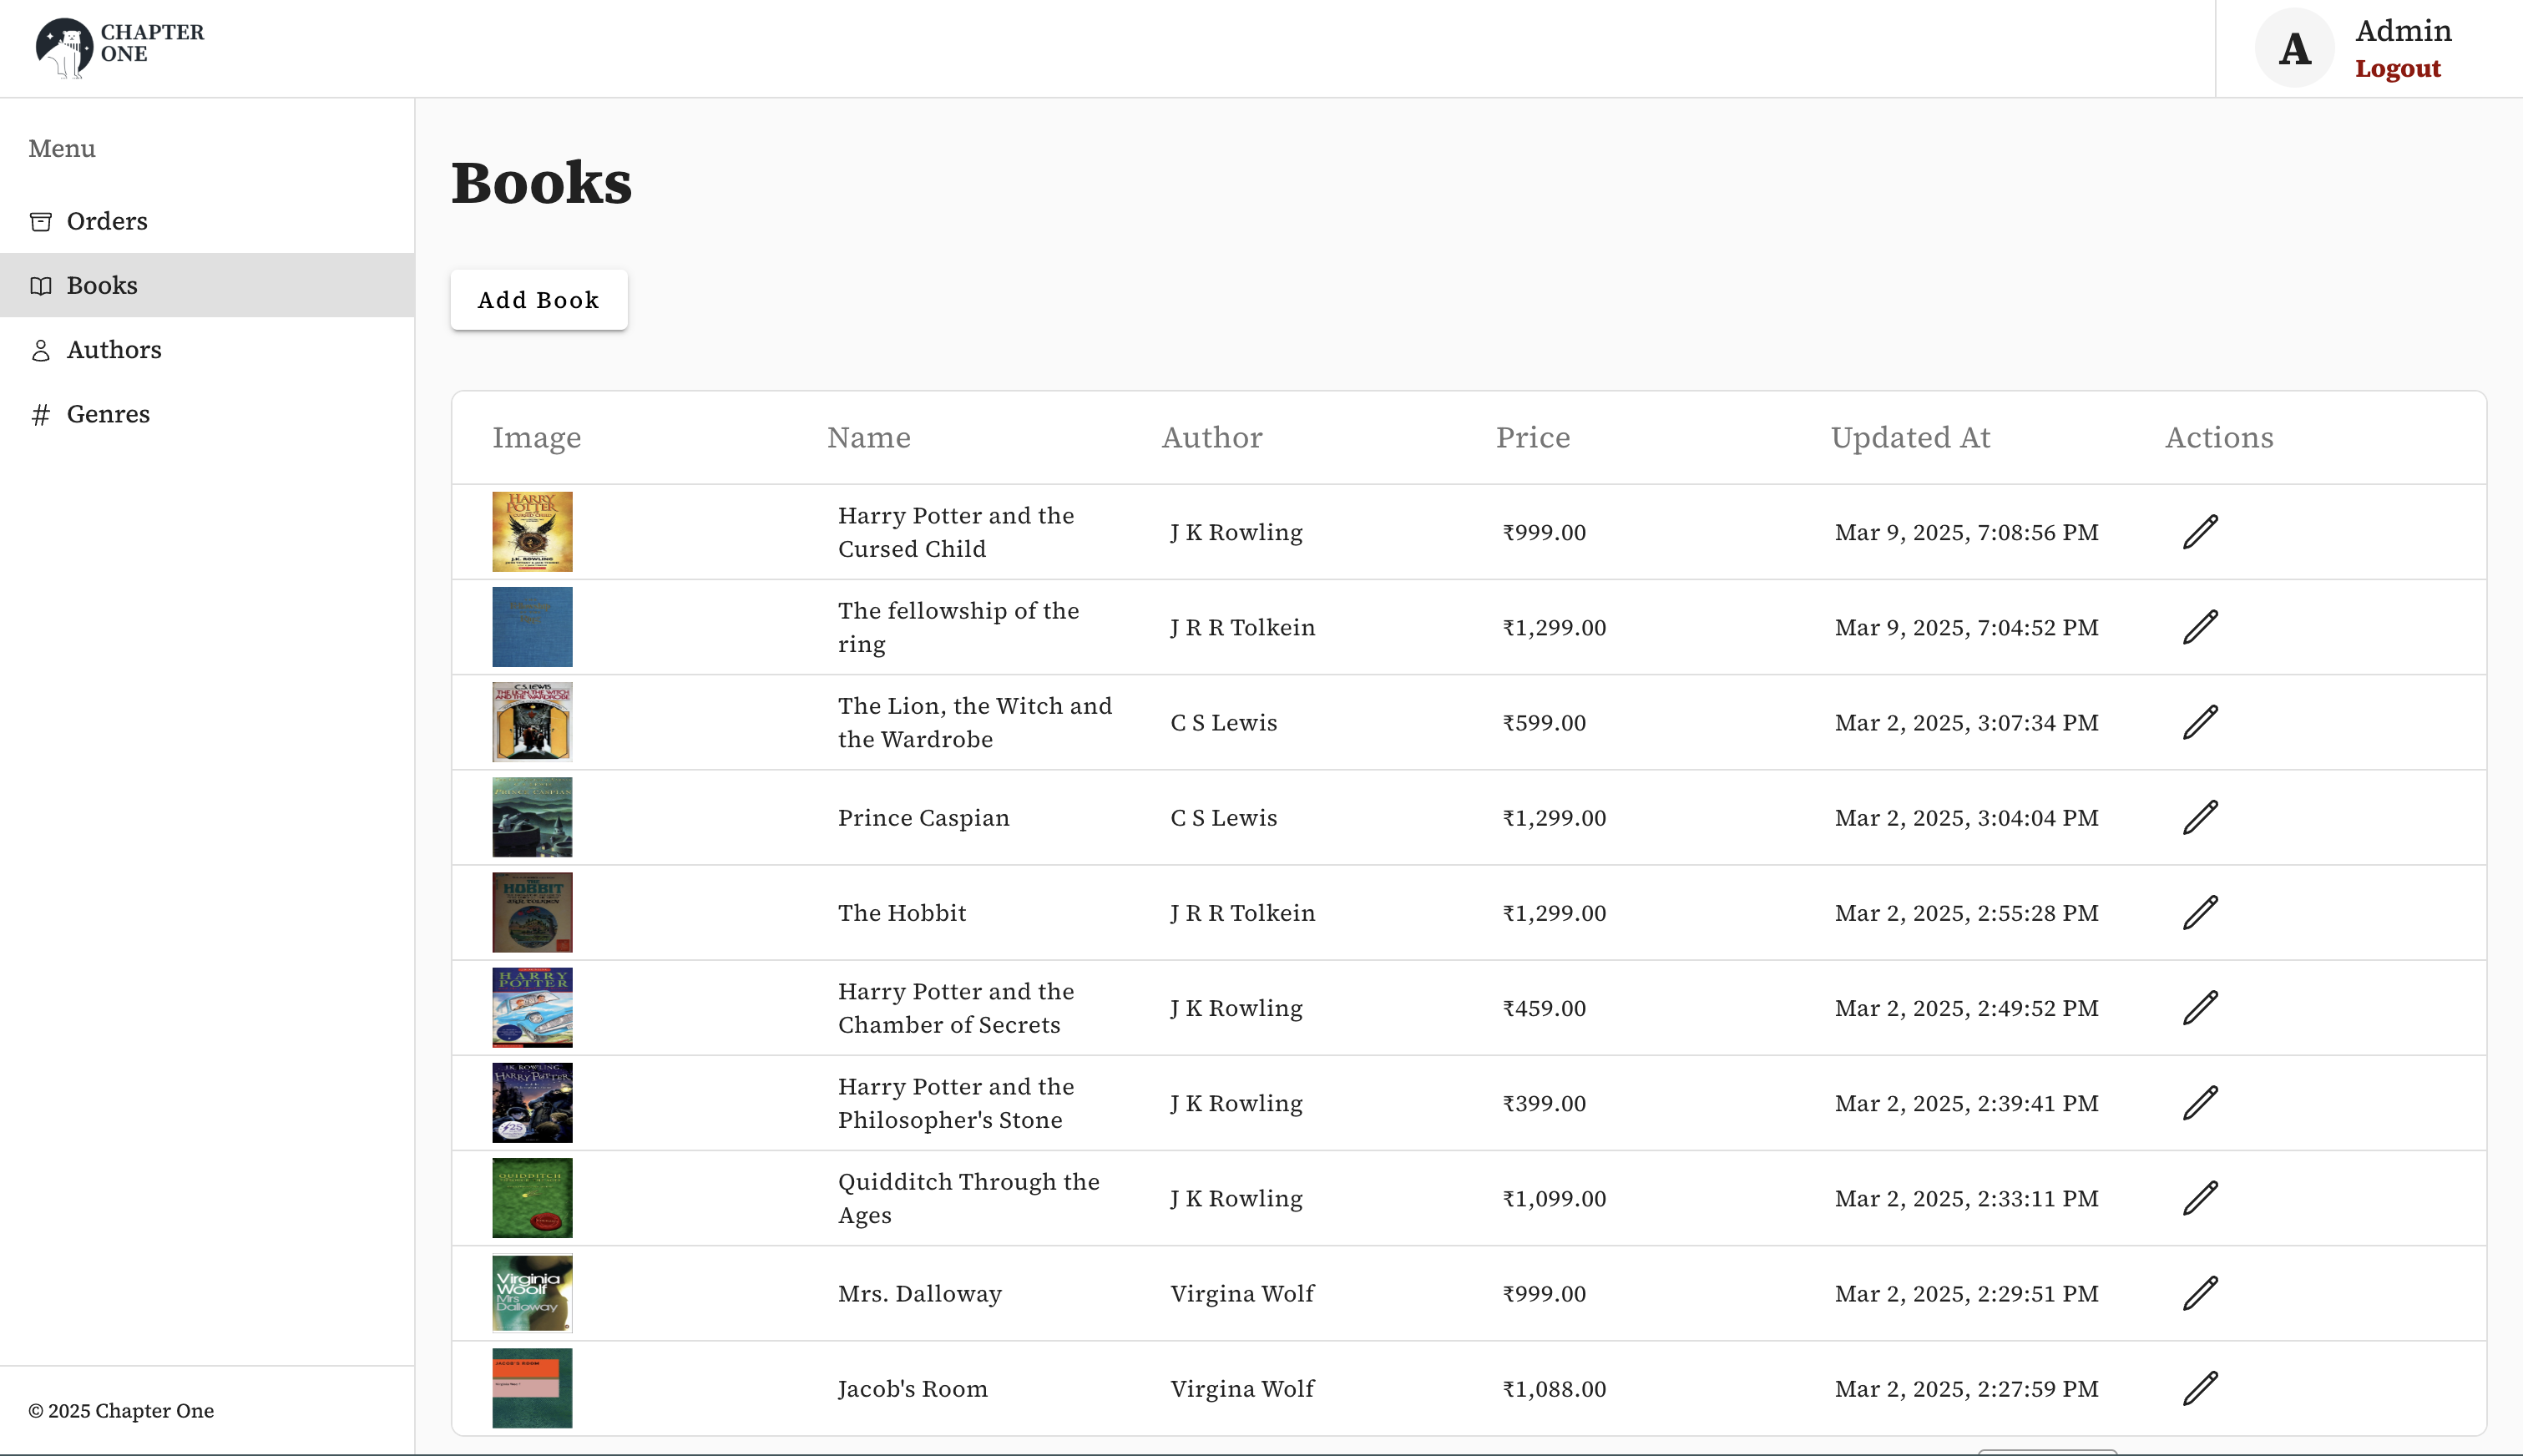 CHAPTER
ONE
A
Admin
Logout
Menu
Orders
Books
Authors
Genres
© 2025 Chapter One
Books
Add Book
Image Name Author Price Updated At Actions
HARRY
POTTER
J.K. ROWLING
Harry Potter and the
Cursed Child
J K Rowling
₹999.00
Mar 9, 2025, 7:08:56 PM
The fellowship of the
ring
J R R Tolkein
₹1,299.00
Mar 9, 2025, 7:04:52 PM
C.S. LEWIS
THE LION, THE WITCH
AND THE WARDROBE
The Lion, the Witch and
the Wardrobe
C S Lewis
₹599.00
Mar 2, 2025, 3:07:34 PM
PRINCE CASPIAN
Prince Caspian
C S Lewis
₹1,299.00
Mar 2, 2025, 3:04:04 PM
THE
HOBBIT
The Hobbit
J R R Tolkein
₹1,299.00
Mar 2, 2025, 2:55:28 PM
HARRY
POTTER
Harry Potter and the
Chamber of Secrets
J K Rowling
₹459.00
Mar 2, 2025, 2:49:52 PM
J.K. ROWLING
HARRY POTTER
25
Harry Potter and the
Philosopher's Stone
J K Rowling
₹399.00
Mar 2, 2025, 2:39:41 PM
QUIDDITCH
Quidditch Through the
Ages
J K Rowling
₹1,099.00
Mar 2, 2025, 2:33:11 PM
Virginia
Woolf
Mrs
Dalloway
Mrs. Dalloway
Virgina Wolf
₹999.00
Mar 2, 2025, 2:29:51 PM
JACOB'S ROOM
Jacob's Room
Virgina Wolf
₹1,088.00
Mar 2, 2025, 2:27:59 PM